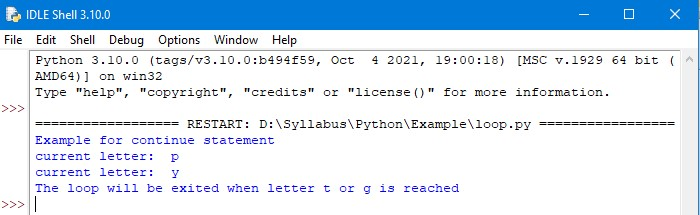 IDLE Shell 3.10.0
File Edit Shell Debug Options Window Help
Python 3.10.0 (tags/v3.10.0:b494f59, Oct  4 2021, 19:00:18) [MSC v.1929 64 bit (
AMD64)] on win32
Type "help", "copyright", "credits" or "license()" for more information.
>>>
================== RESTART: D:\Syllabus\Python\Example\loop.py =================
Example for continue statement
current letter:  p
current letter:  y
The loop will be exited when letter t or g is reached
>>>